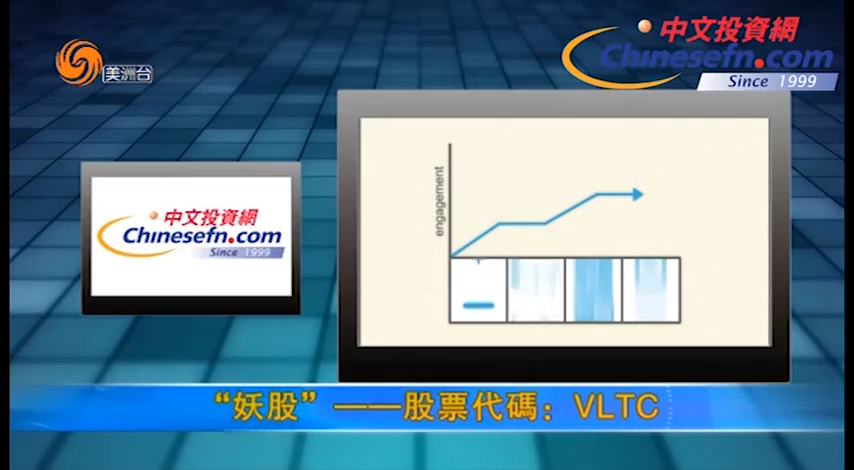 美洲台
中文投資網
Chinesefn.com
Since 1999
中文投資網
Chinesefn.com
Since 1999
engagement
“妖股”——股票代碼：VLTC